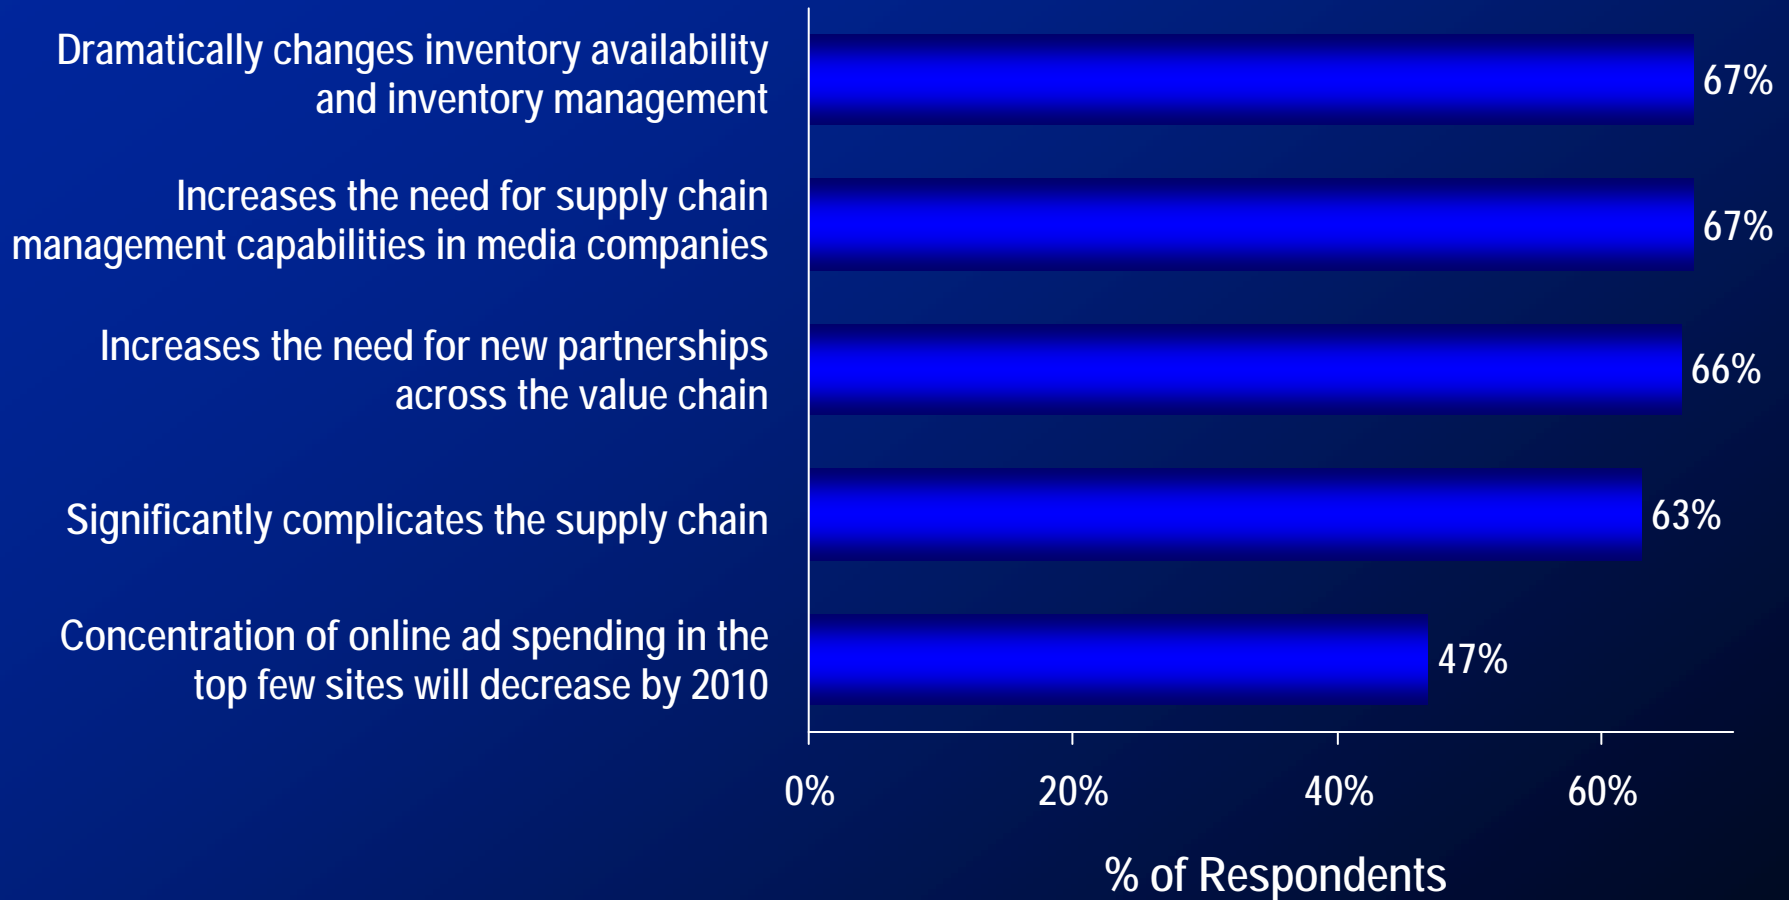 Dramatically changes inventory availability
and inventory management
67%
Increases the need for supply chain
management capabilities in media companies
67%
Increases the need for new partnerships
across the value chain
66%
Significantly complicates the supply chain
63%
Concentration of online ad spending in the
top few sites will decrease by 2010
47%
0% 20% 40% 60%
% of Respondents